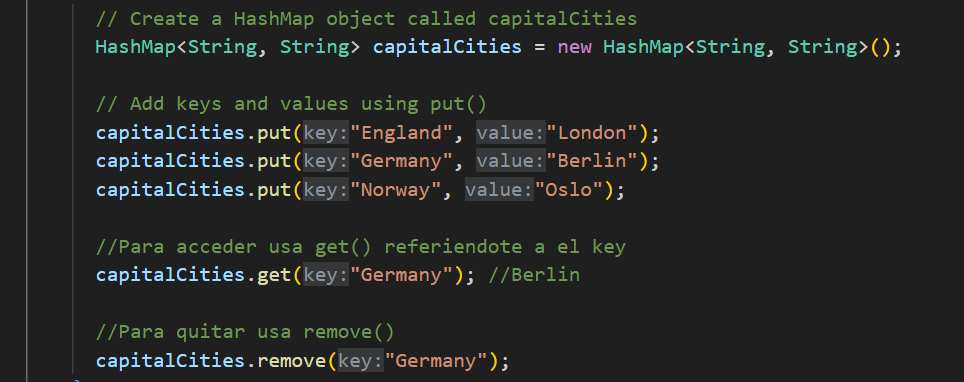 // Create a HashMap object called capitalCities
HashMap<String, String> capitalCities = new HashMap<String, String>();
// Add keys and values using put()
capitalCities.put(key:"England", value:"London");
capitalCities.put(key:"Germany", value:"Berlin");
capitalCities.put(key:"Norway", value:"Oslo");
//Para acceder usa get() referiendote a el key
capitalCities.get(key:"Germany"); //Berlin
//Para quitar usa remove()
capitalCities.remove(key:"Germany");